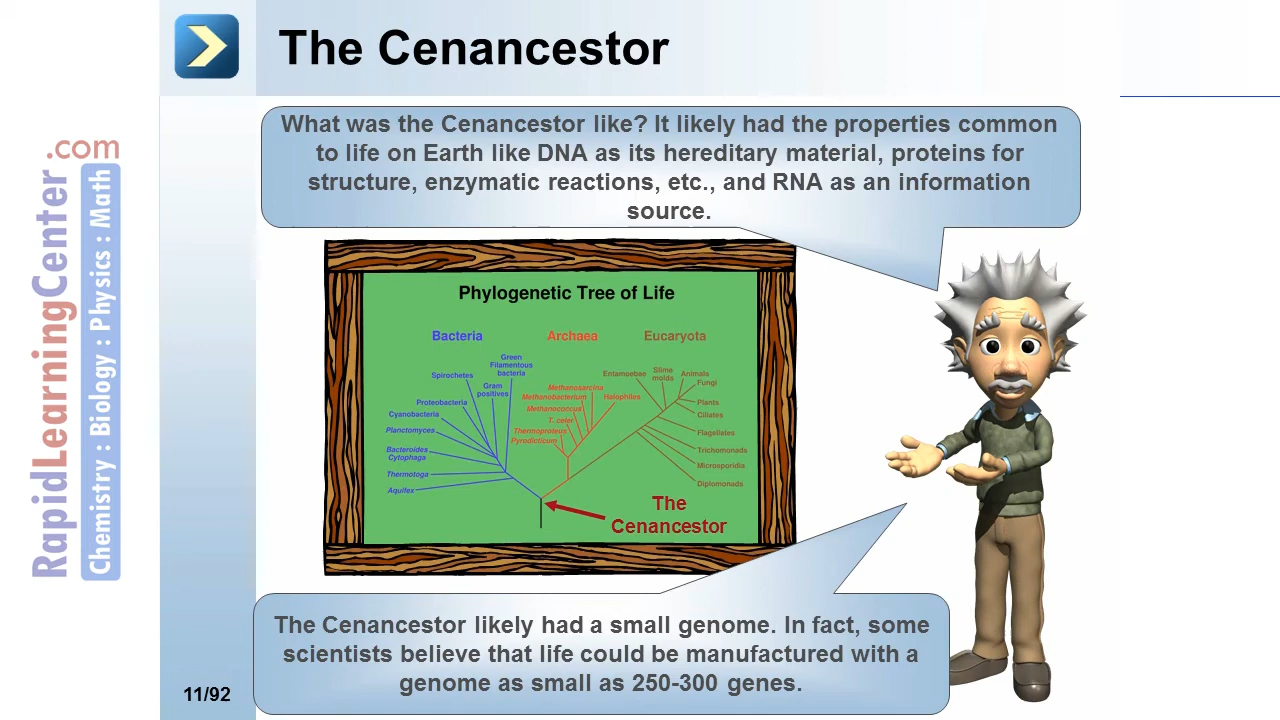 The Cenancestor
What was the Cenancestor like? It likely had the properties common
to life on Earth like DNA as its hereditary material, proteins for
structure, enzymatic reactions, etc., and RNA as an information
source.
RapidLearningCenter.com
Chemistry : Biology : Physics : Math
Phylogenetic Tree of Life
Bacteria
Archaea
Eucaryota
Green
Filamentous
bacteria
Spirochetes
Gram
positives
Proteobacteria
Cyanobacteria
Planctomyces
Bacteroides
Cytophaga
Thermotoga
Aquifex
Methanosarcina
Methanobacterium
Halophiles
Methanococcus
T. celer
Thermoproteus
Pyrodicticum
Entamoebae
Slime
molds
Animals
Fungi
Plants
Ciliates
Flagellates
Trichomonads
Microsporidia
Diplomonads
The
Cenancestor
The Cenancestor likely had a small genome. In fact, some
scientists believe that life could be manufactured with a
genome as small as 250-300 genes.
11/92